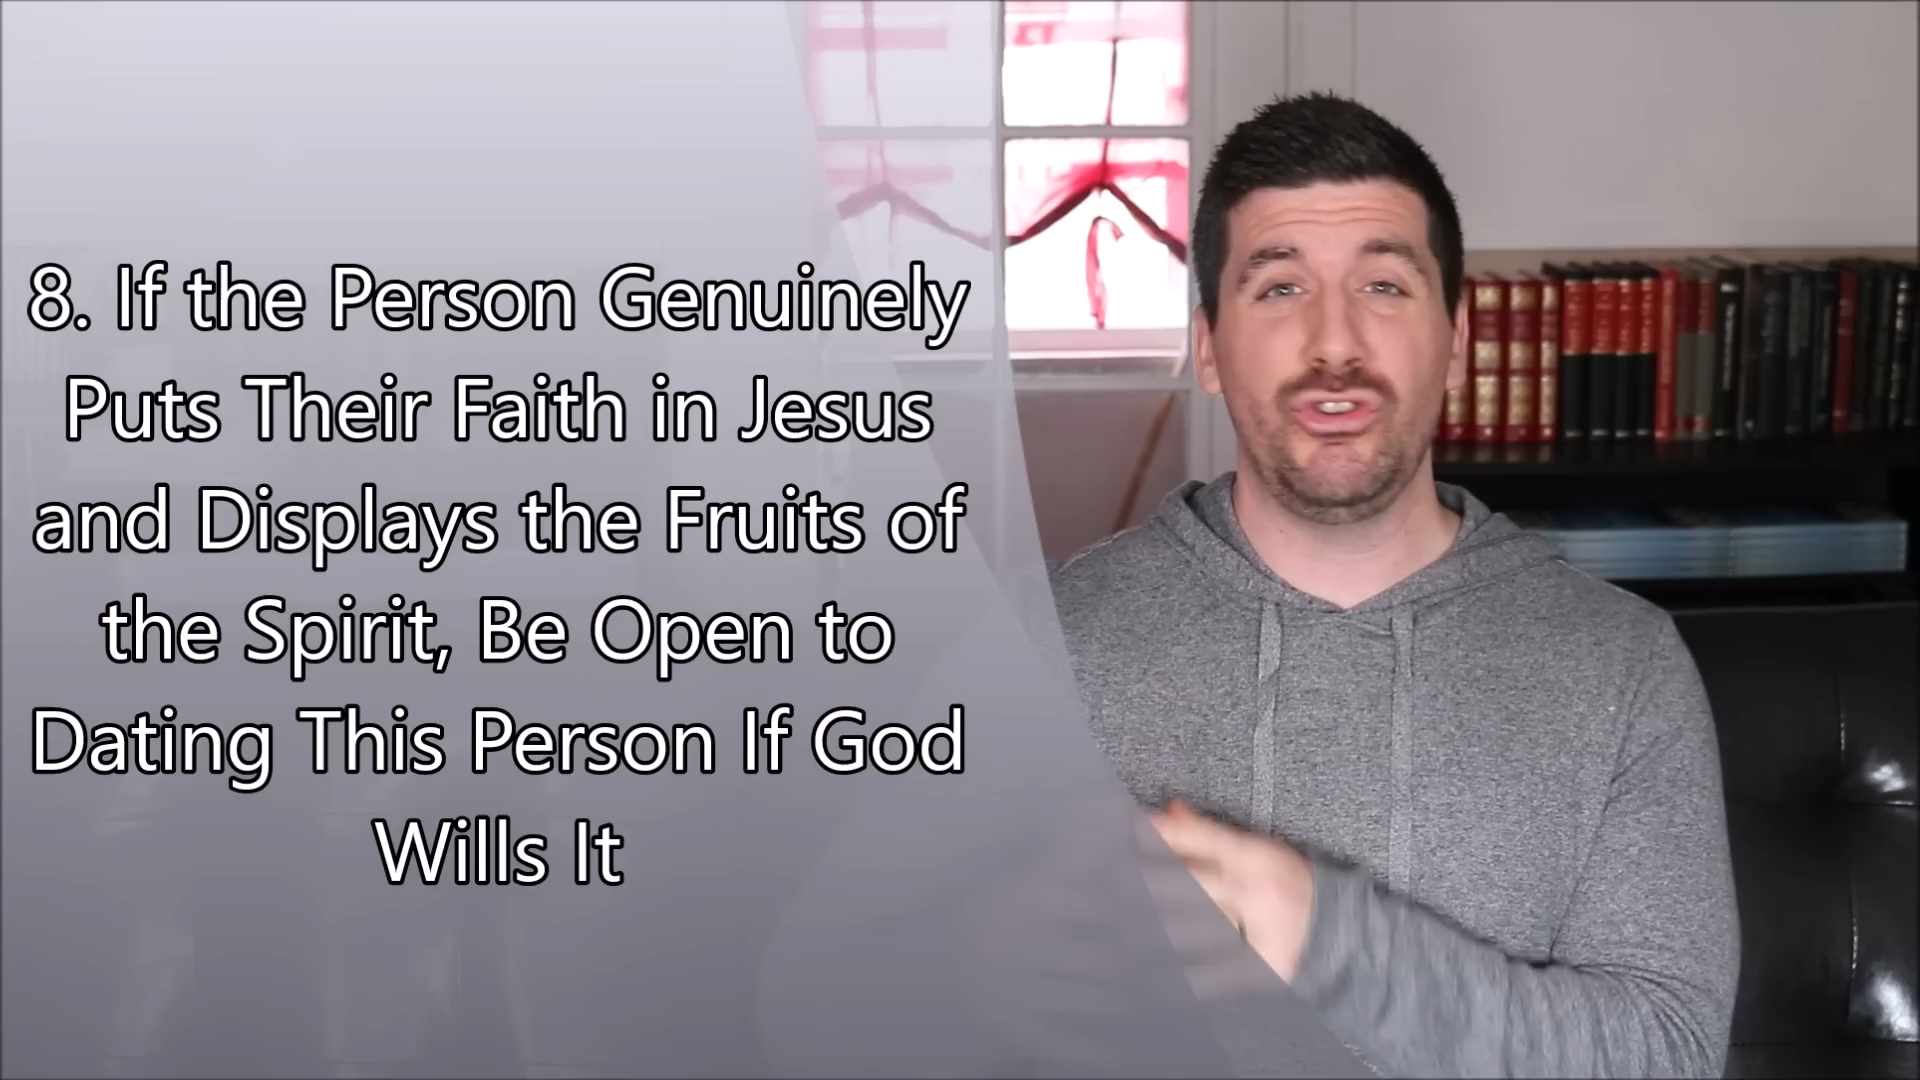 8. If the Person Genuinely
Puts Their Faith in Jesus
and Displays the Fruits of
the Spirit, Be Open to
Dating This Person If God
Wills It